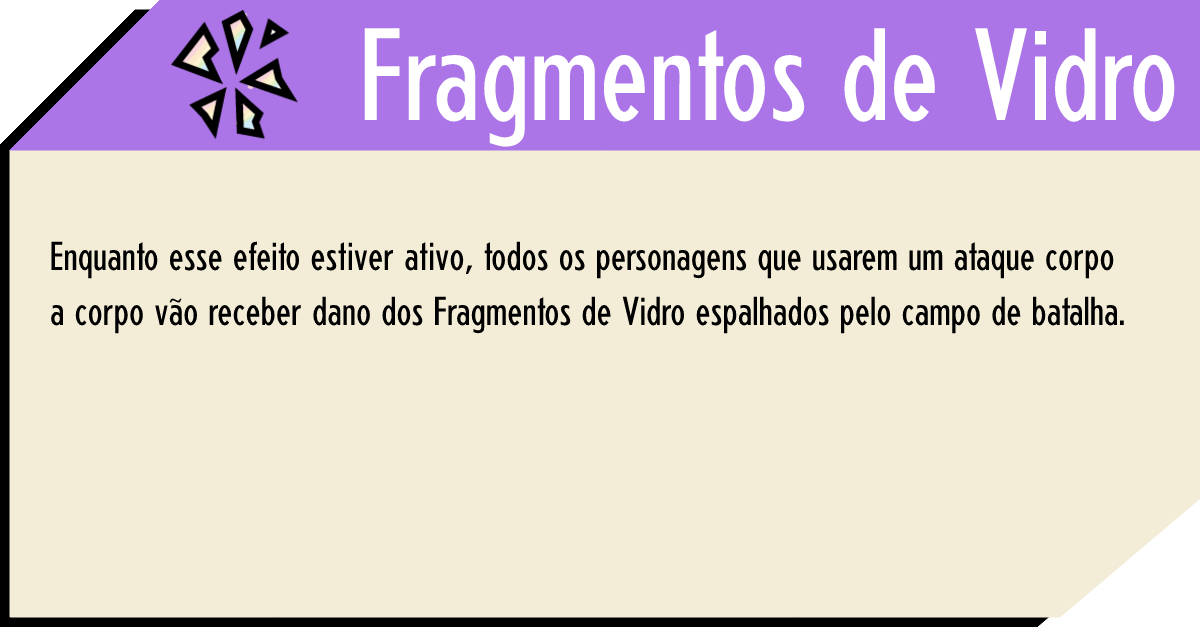 Fragmentos de Vidro
Enquanto esse efeito estiver ativo, todos os personagens que usarem um ataque corpo
a corpo vão receber dano dos Fragmentos de Vidro espalhados pelo campo de batalha.